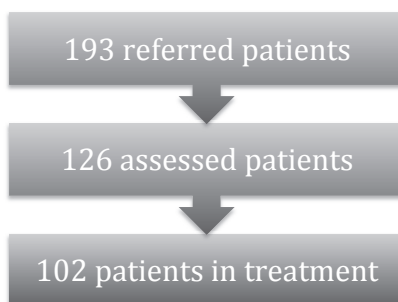 193 referred patients
126 assessed patients
102 patients in treatment